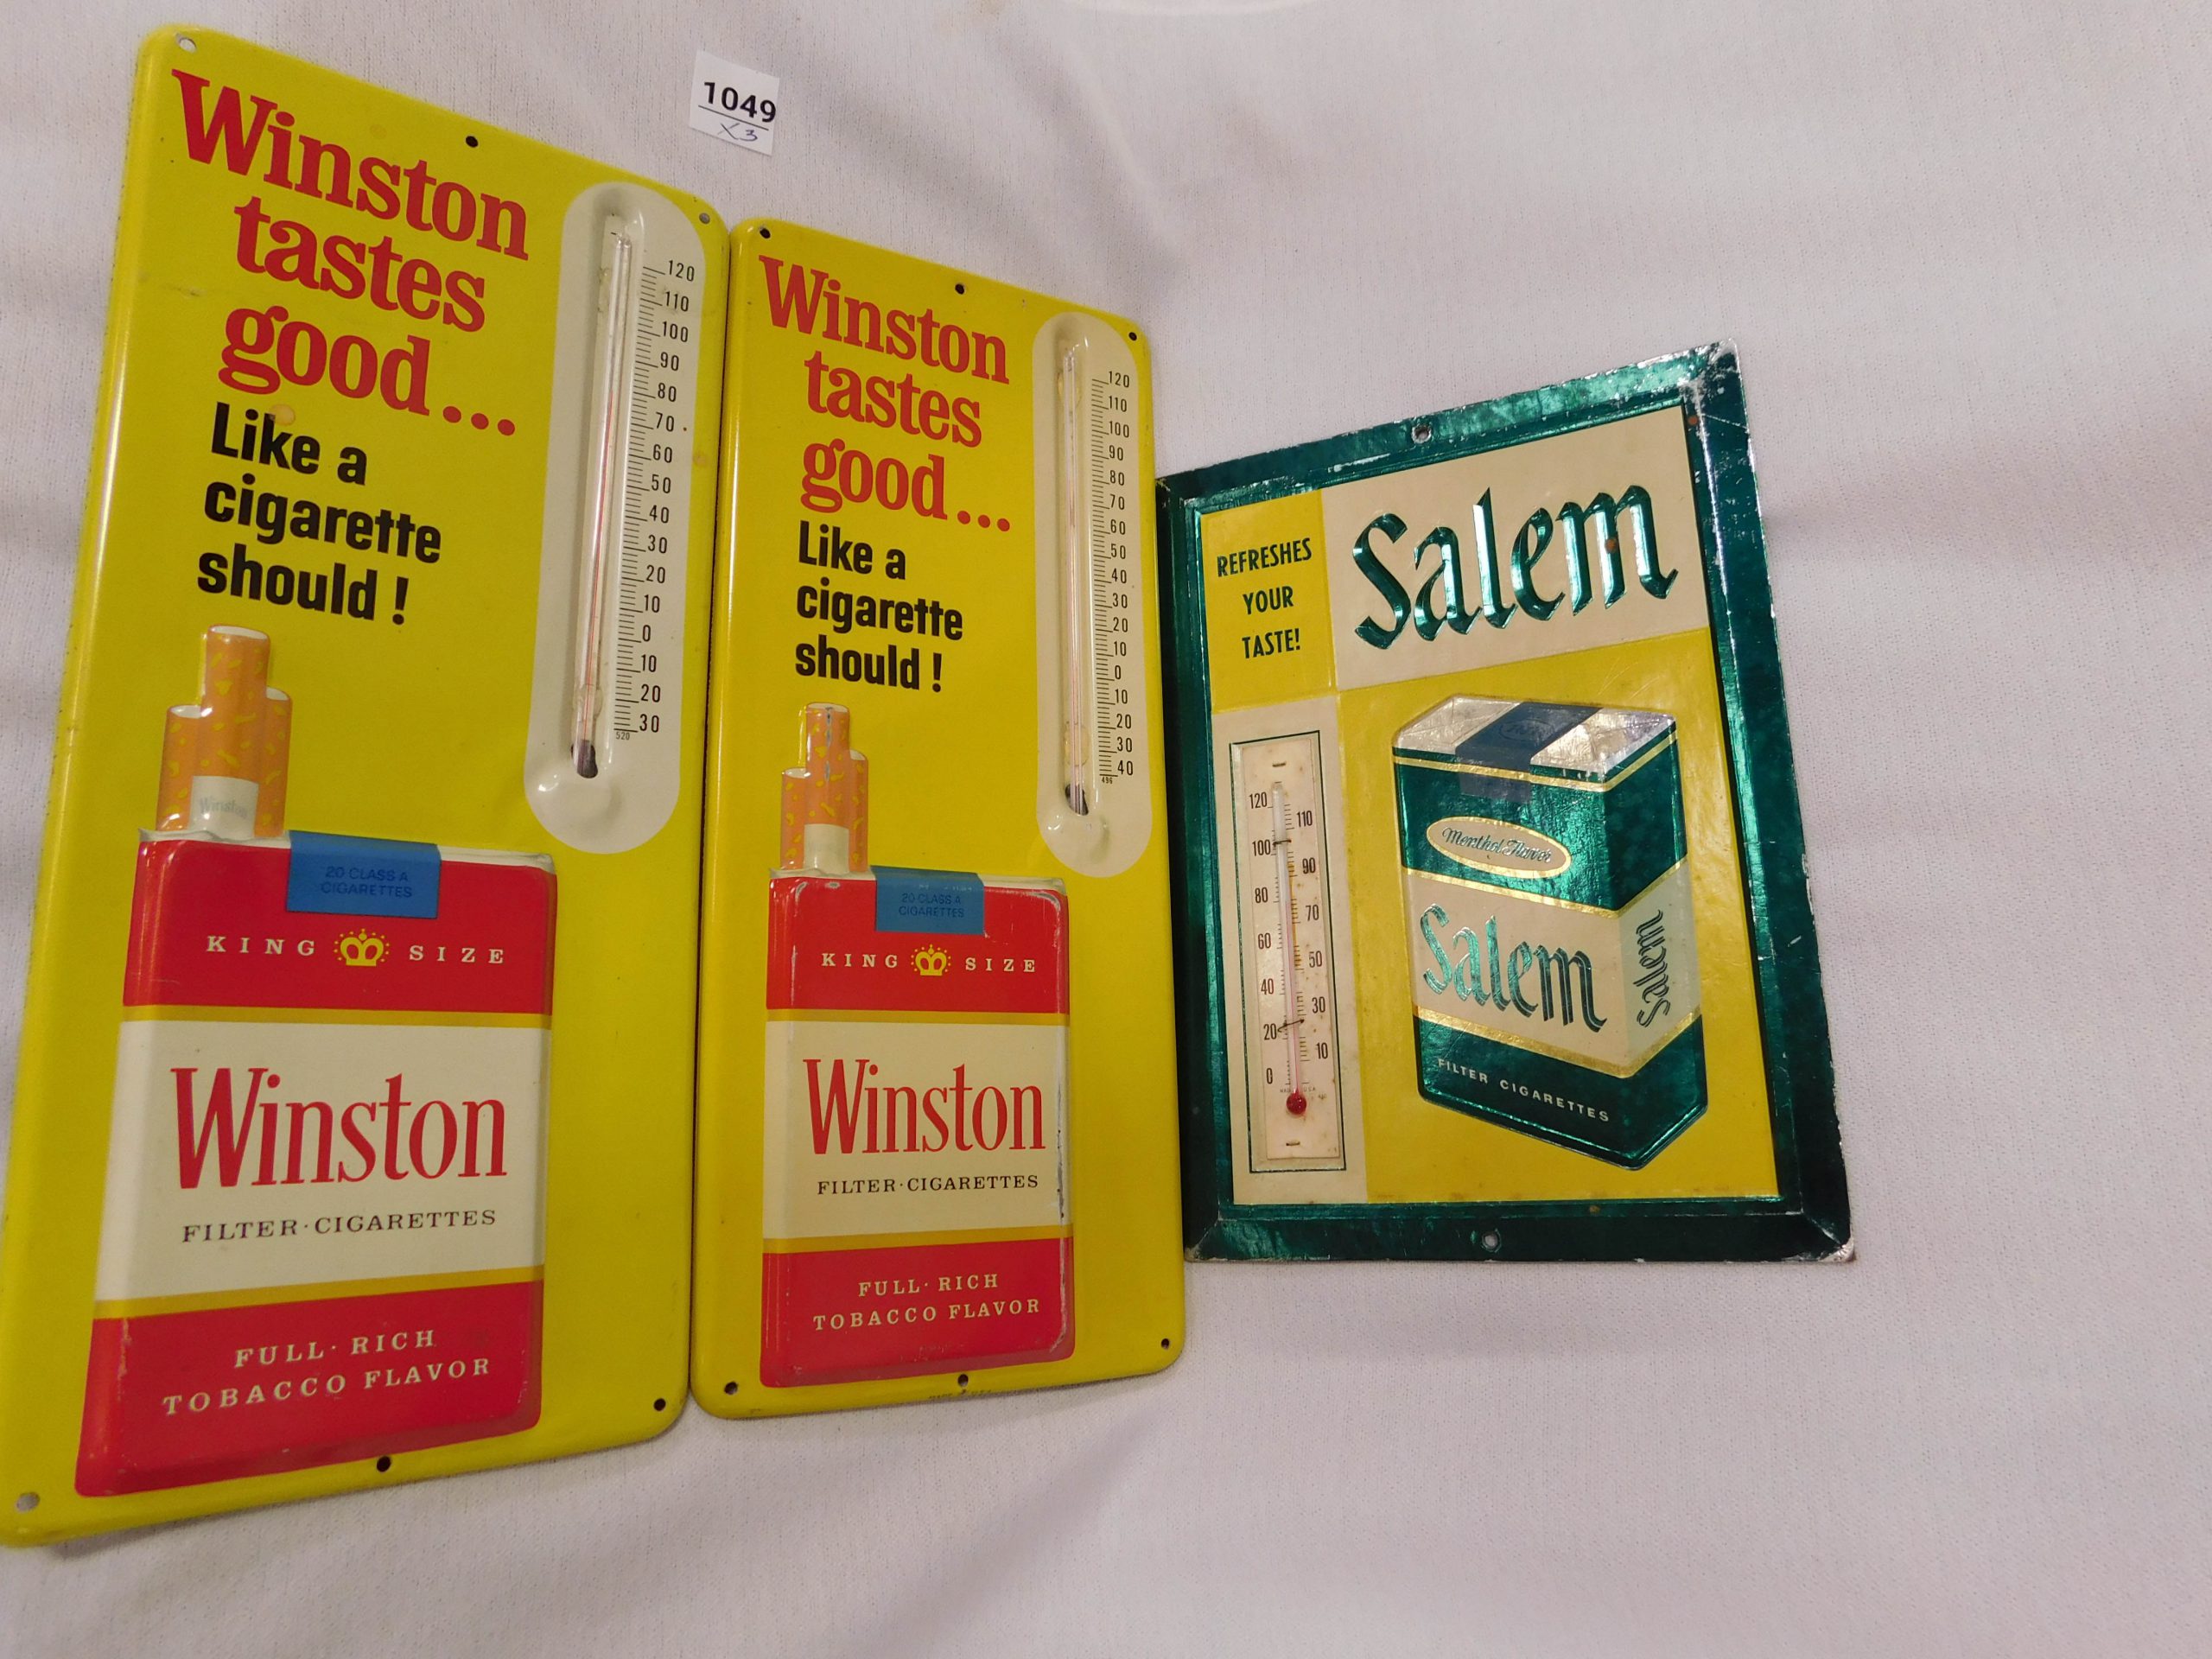 1049
X3
Winston
tastes
good...
Like a
cigarette
should!
120
110
100
90
80
70
60
50
40
30
20
10
0
10
20
30
520
Winston
20 CLASS A
CIGARETTES
KING SIZE
Winston
FILTER·CIGARETTES
FULL·RICH
TOBACCO FLAVOR
Winston
tastes
good...
Like a
cigarette
should!
120
110
100
90
80
70
60
50
40
30
20
10
0
10
20
30
40
496
20 CLASS A
CIGARETTES
KING SIZE
Winston
FILTER·CIGARETTES
FULL·RICH
TOBACCO FLAVOR
REFRESHES
YOUR
TASTE!
Salem
120
110
100
90
80
70
60
50
40
30
20
10
0
Menthol Flavor
Salem
Salem
FILTER CIGARETTES